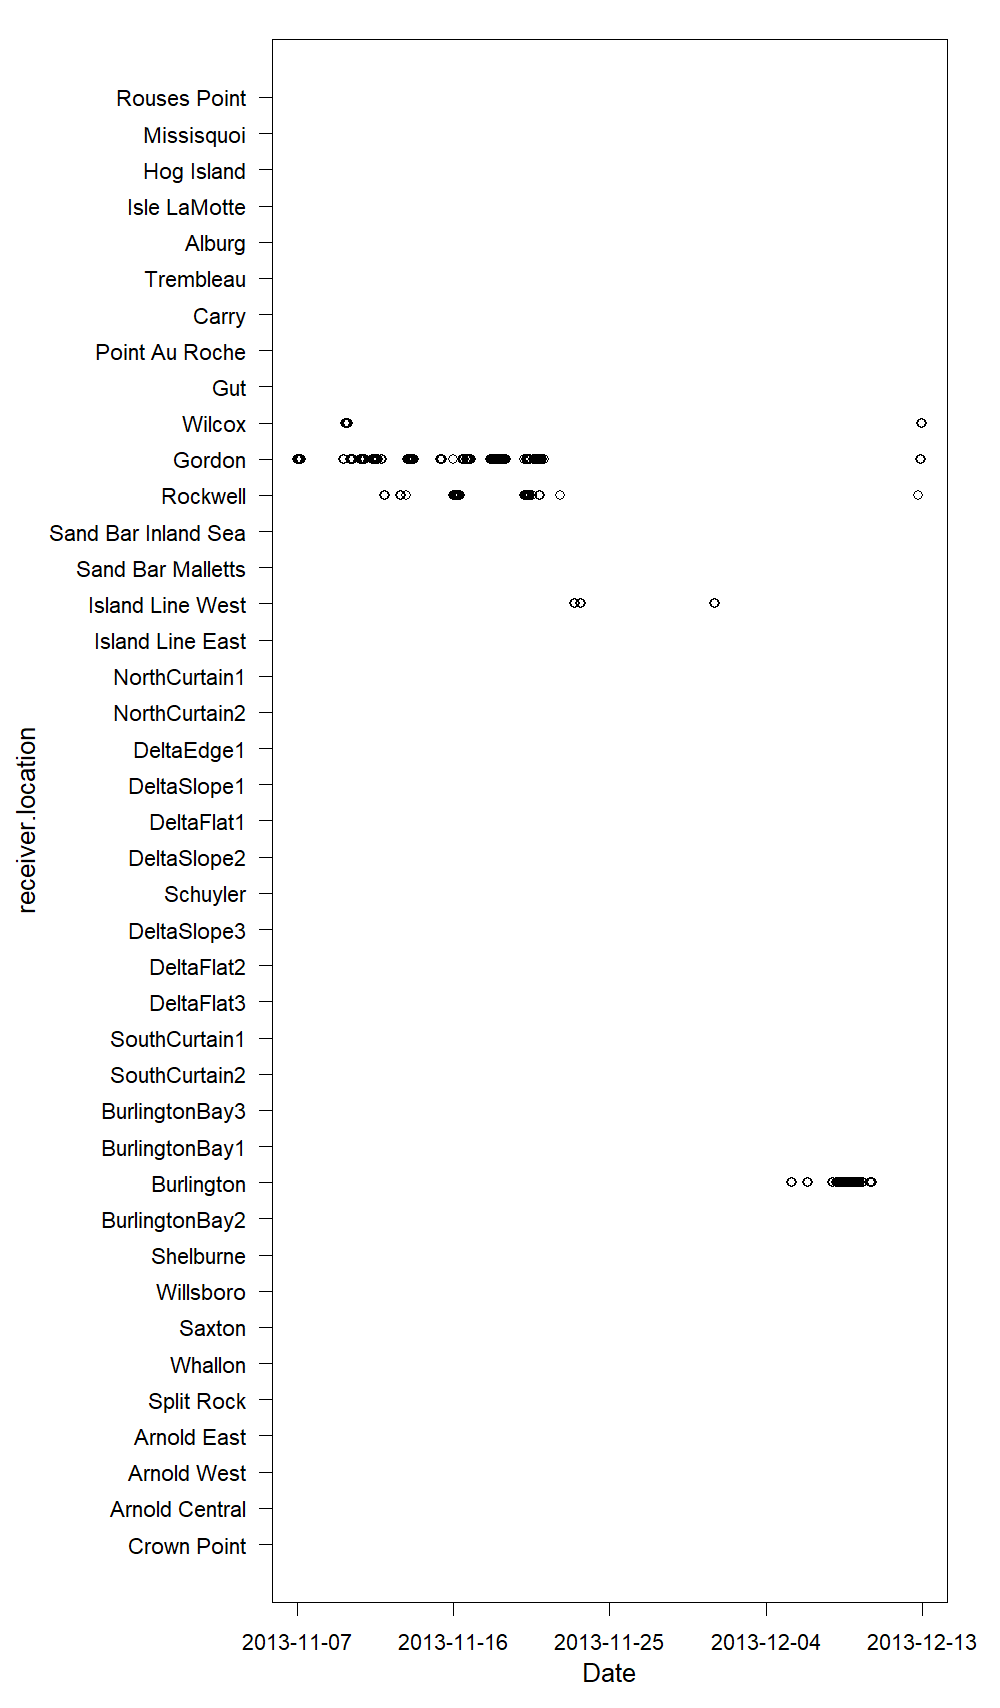 Rouses Point
Missisquoi
Hog Island
Isle LaMotte
Alburg
Trembleau
Carry
Point Au Roche
Gut
Wilcox
Gordon
Rockwell
Sand Bar Inland Sea
Sand Bar Malletts
Island Line West
Island Line East
NorthCurtain1
NorthCurtain2
DeltaEdge1
DeltaSlope1
DeltaFlat1
DeltaSlope2
Schuyler
DeltaSlope3
DeltaFlat2
DeltaFlat3
SouthCurtain1
SouthCurtain2
BurlingtonBay3
BurlingtonBay1
Burlington
BurlingtonBay2
Shelburne
Willsboro
Saxton
Whallon
Split Rock
Arnold East
Arnold West
Arnold Central
Crown Point
receiver.location
2013-11-07 2013-11-16 2013-11-25 2013-12-04 2013-12-13
Date